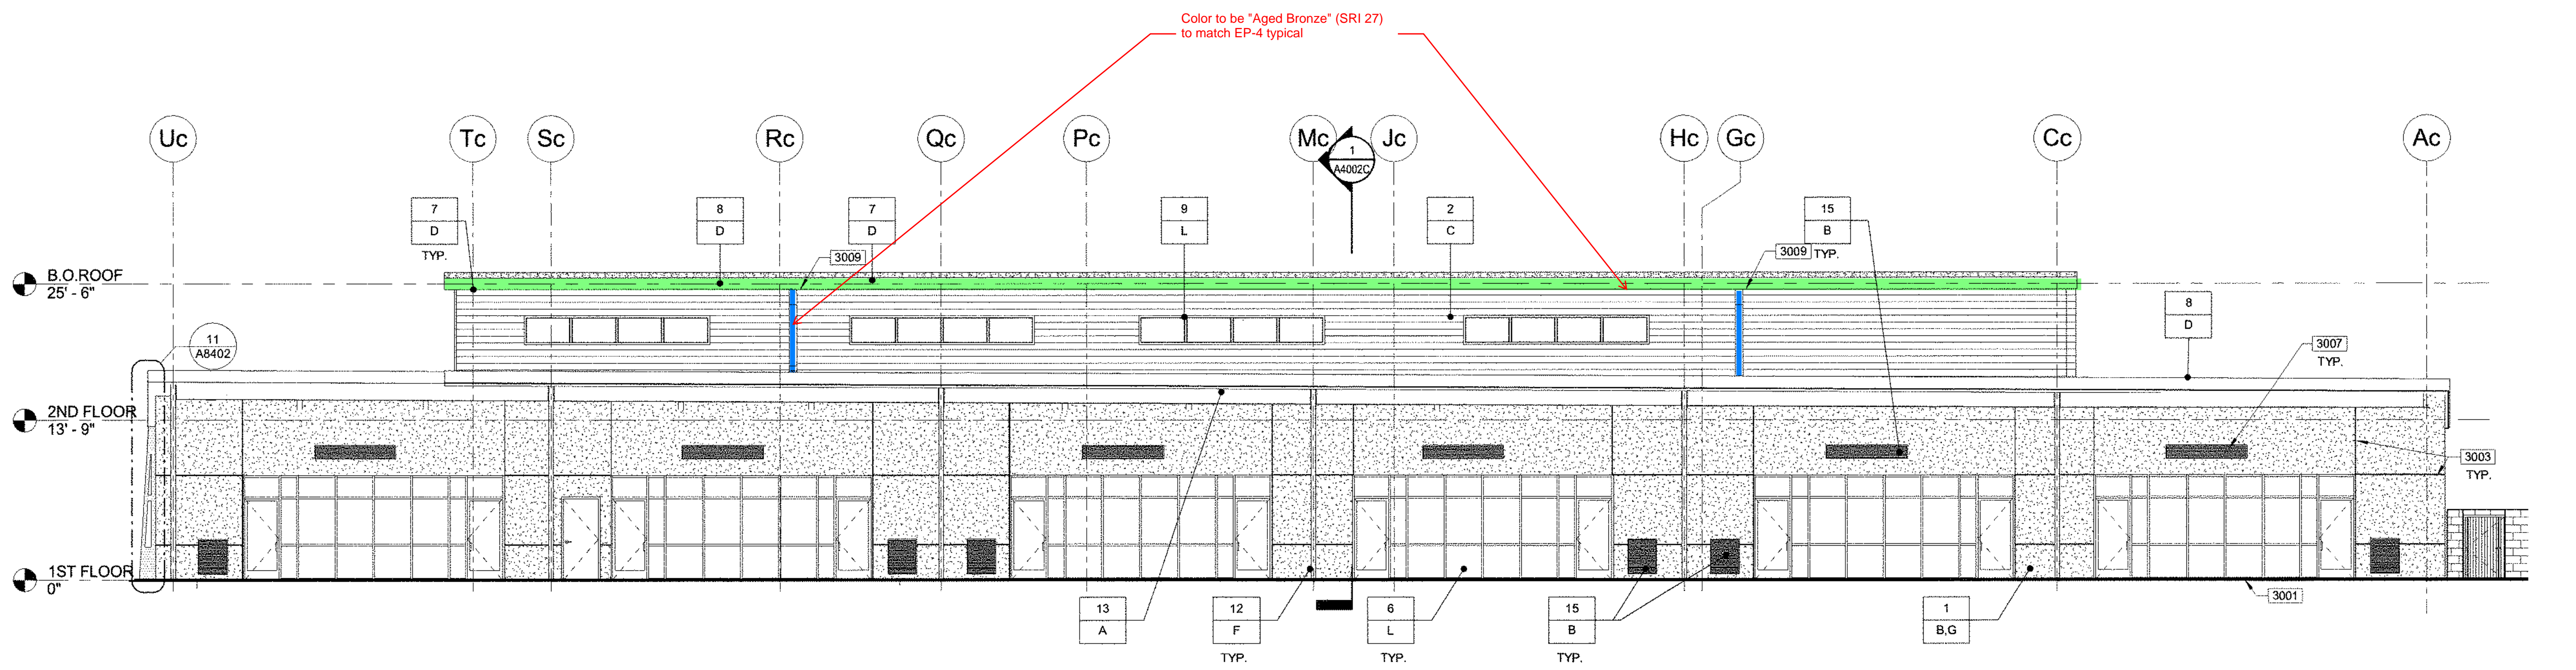 Color to be "Aged Bronze" (SRI 27)
to match EP-4 typical
Uc
Tc
Sc
Rc
Qc
Pc
Mc
1
A4002C
Jc
Hc
Gc
Cc
Ac
7
D
TYP.
8
D
7
D
9
L
2
C
15
B
TYP.
3009
3009
B.O.ROOF
25' - 6"
8
D
11
A8402
3007
TYP.
2ND FLOOR
13' - 9"
3003
TYP.
1ST FLOOR
0"
3001
13
A
12
F
TYP.
6
L
TYP.
15
B
TYP.
1
B,G